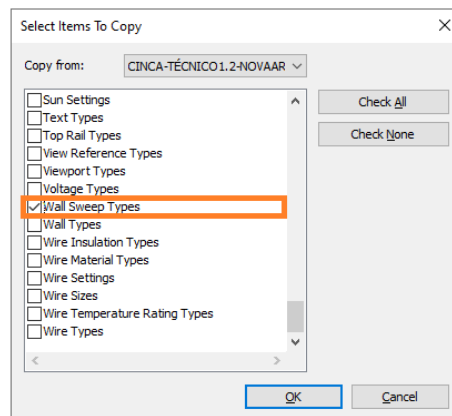 Select Items To Copy
Copy from: CINCA-TÉCNICO1.2-NOVAAR
Sun Settings
Text Types
Top Rail Types
View Reference Types
Viewport Types
Voltage Types
Wall Sweep Types
Wall Types
Wire Insulation Types
Wire Material Types
Wire Settings
Wire Sizes
Wire Temperature Rating Types
Wire Types
Check All
Check None
OK
Cancel